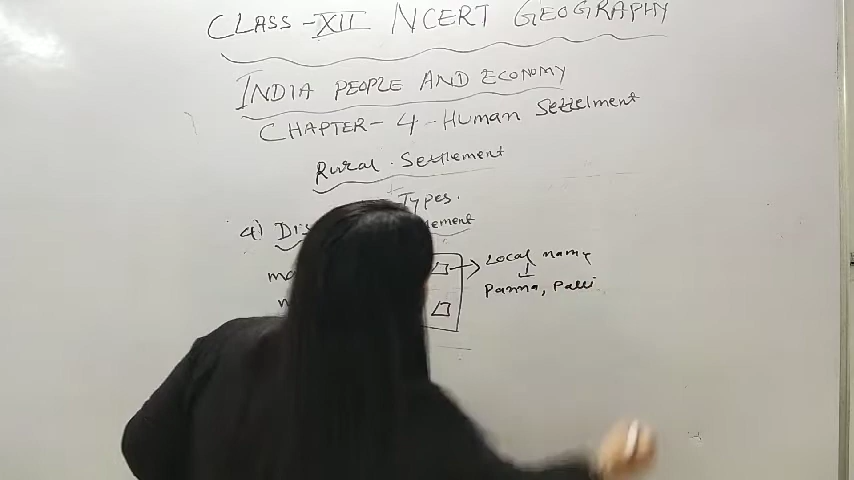 CLASS - XII NCERT GEOGRAPHY
INDIA PEOPLE AND ECONOMY
CHAPTER - 4 - HUMAN Settelment
Rural Settlement
Types.
4) Dis lement
Local name
Panna, Palli